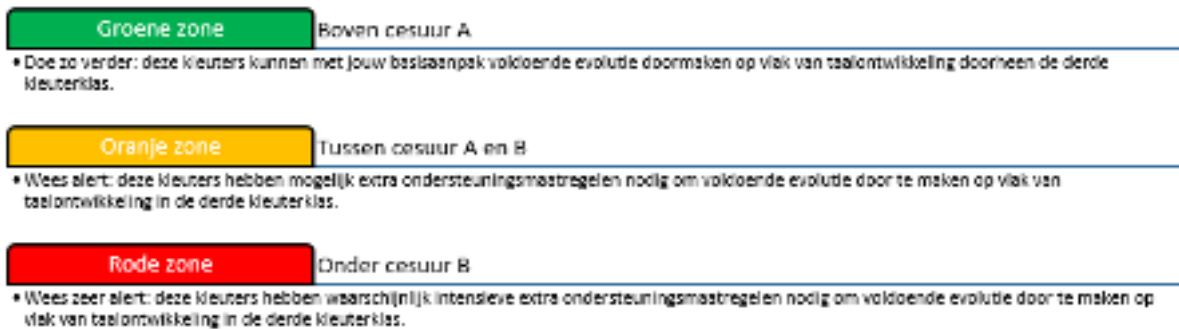 Groene zone
Boven cesuur A
• Doe zo verder: deze kleuters kunnen met jouw basisaanpak voldoende evolutie doormaken op vlak van taalontwikkeling doorheen de derde
kleuterklas.
Oranje zone
Tussen cesuur A en B
• Wees alert: deze kleuters hebben mogelijk extra ondersteuningsmaatregelen nodig om voldoende evolutie door te maken op vlak van
taalontwikkeling in de derde kleuterklas.
Rode zone
Onder cesuur B
• Wees zeer alert: deze kleuters hebben waarschijnlijk intensieve extra ondersteuningsmaatregelen nodig om voldoende evolutie door te maken op
vlak van taalontwikkeling in de derde kleuterklas.